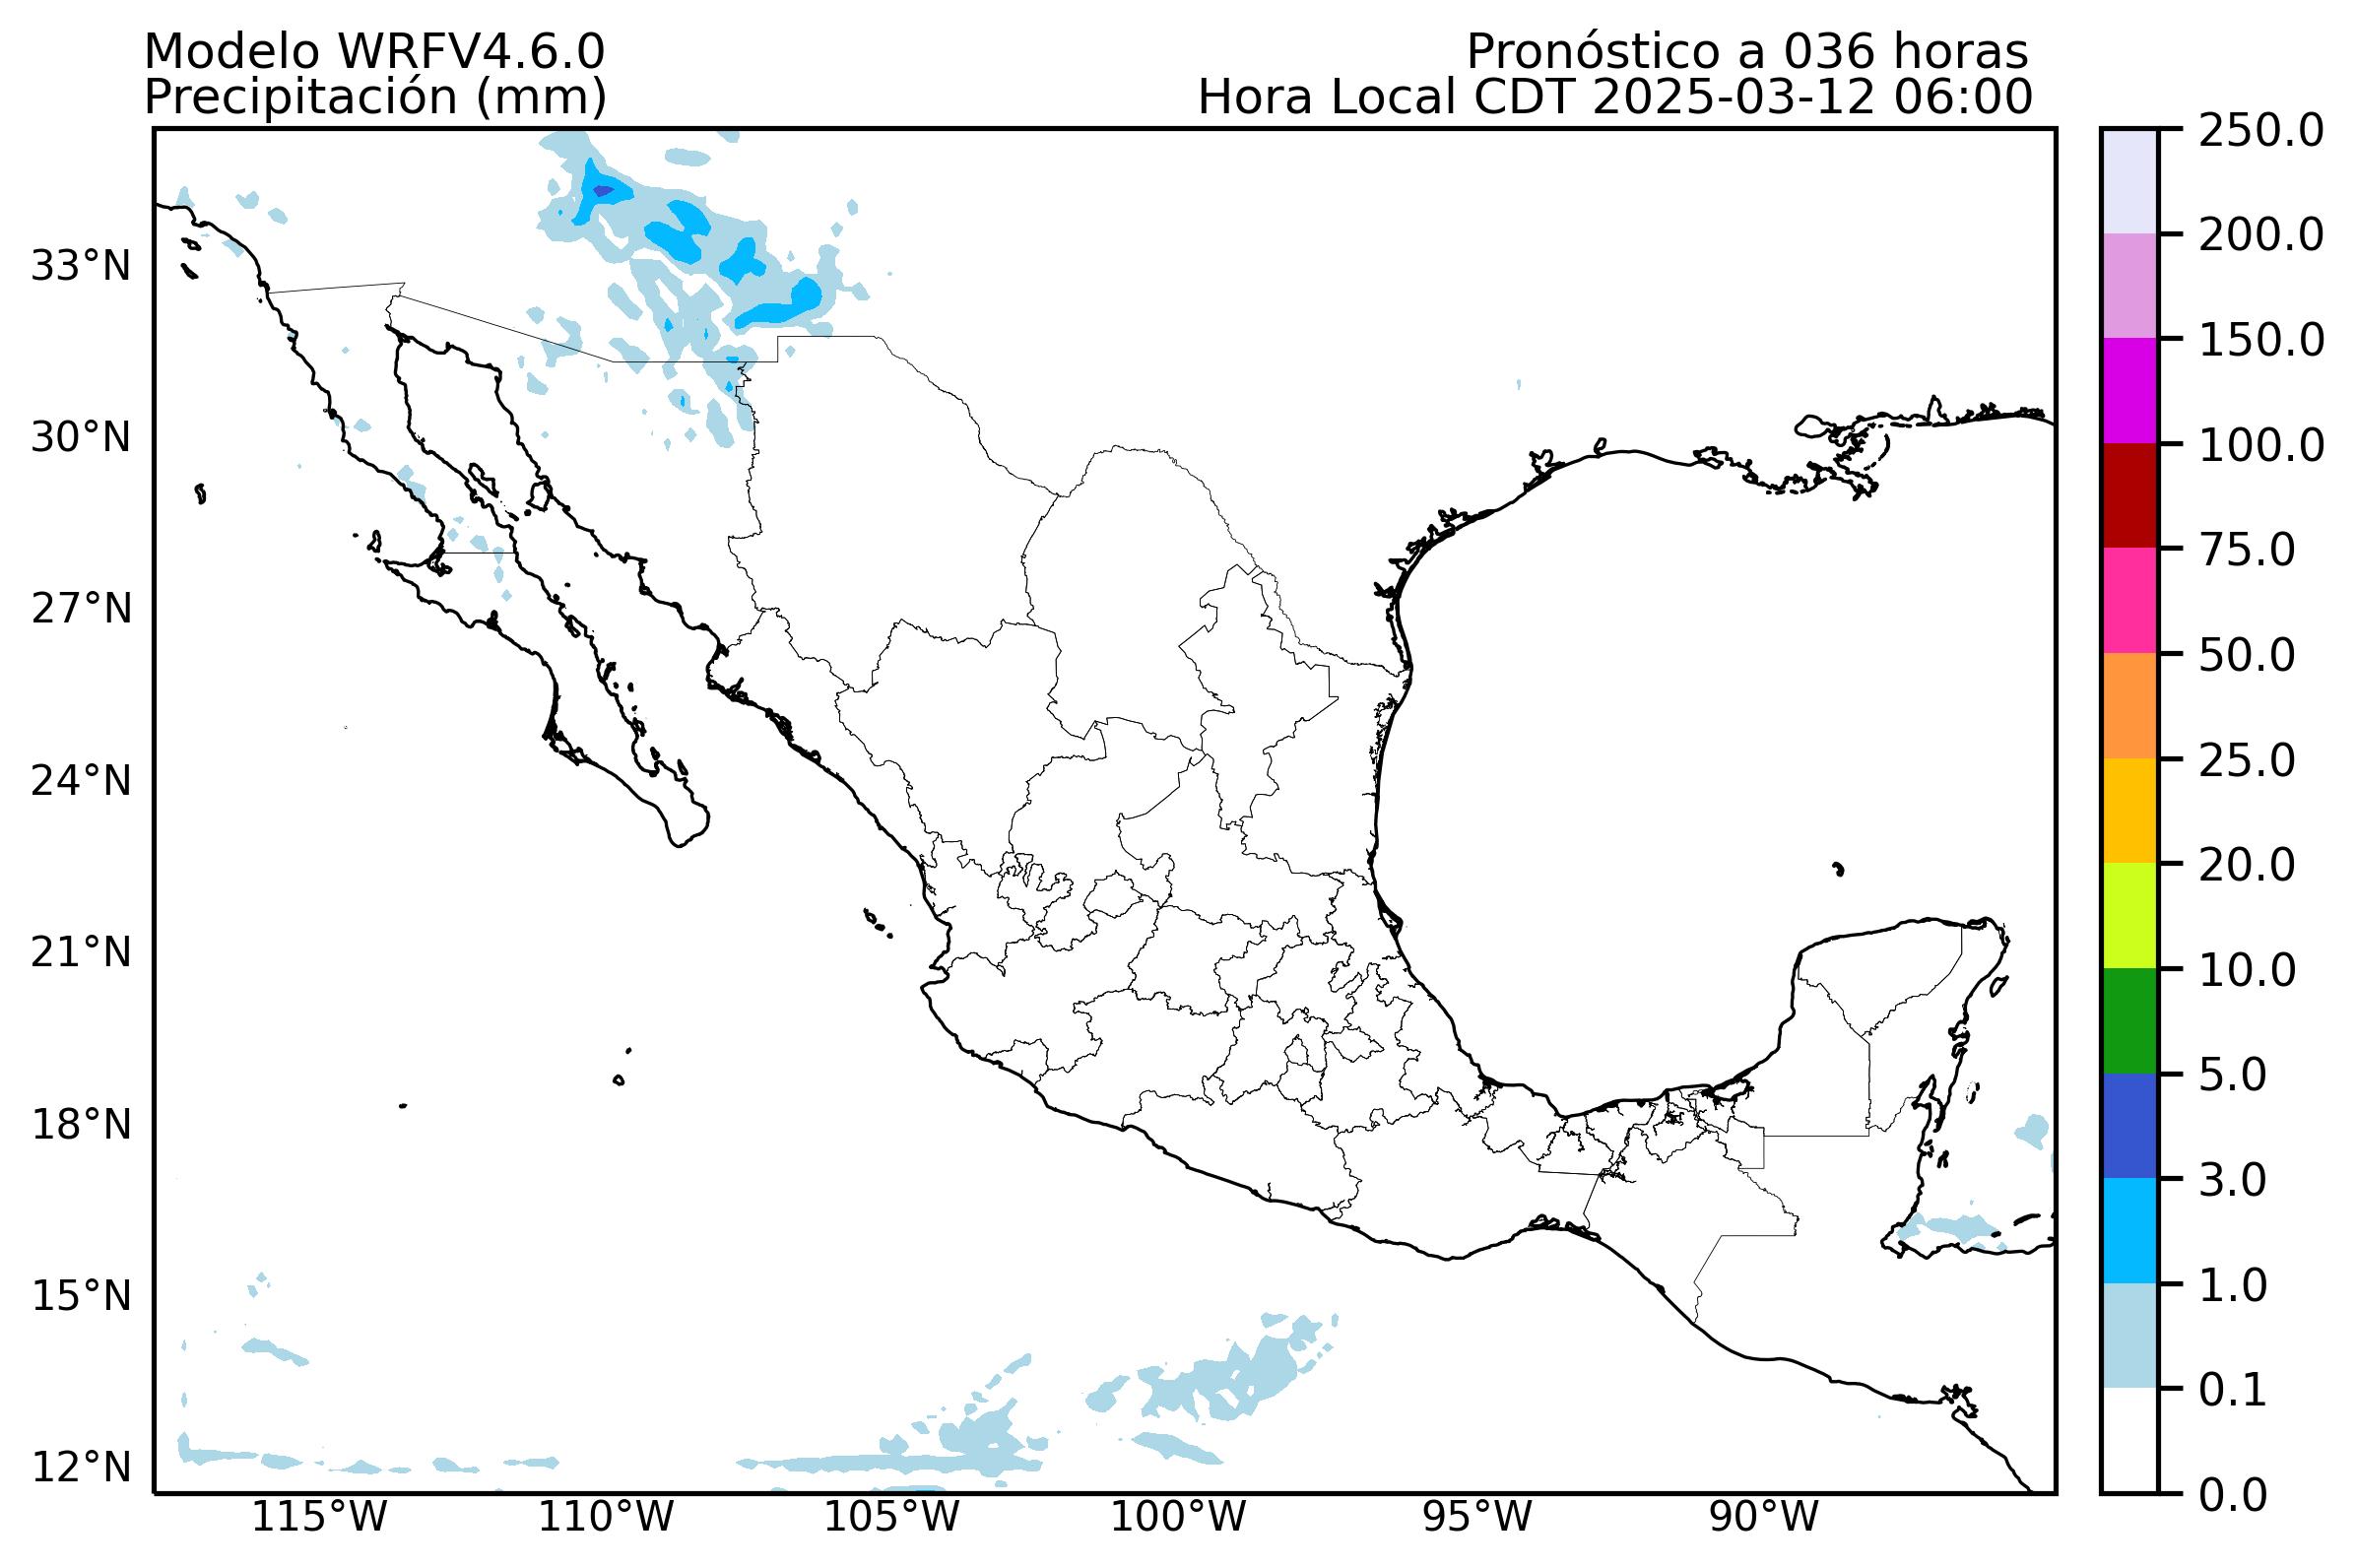 Modelo WRFV4.6.0
Pronóstico a 036 horas
Precipitación (mm)
Hora Local CDT 2025-03-12 06:00
33°N
30°N
27°N
24°N
21°N
18°N
15°N
12°N
115°W
110°W
105°W
100°W
95°W
90°W
250.0
200.0
150.0
100.0
75.0
50.0
25.0
20.0
10.0
5.0
3.0
1.0
0.1
0.0